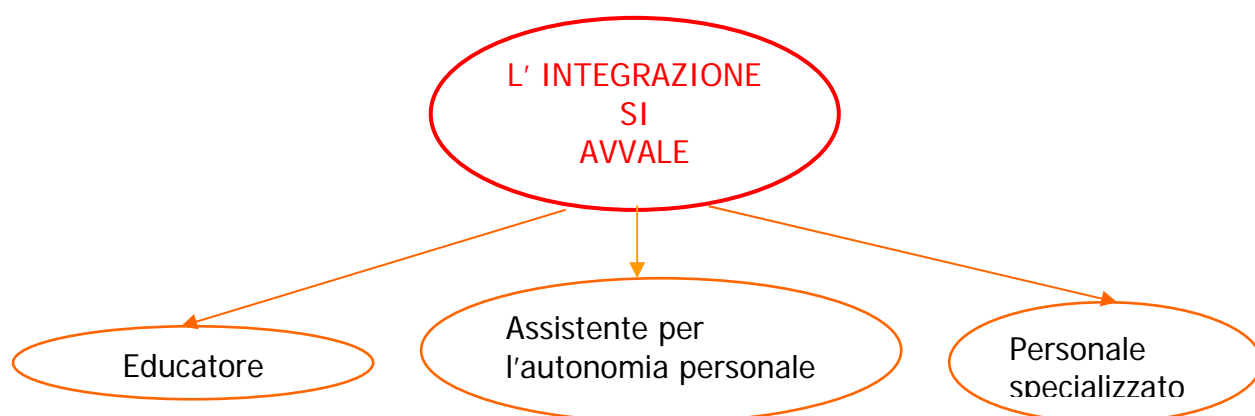 L' INTEGRAZIONE
SI
AVVALE
Educatore
Assistente per
l'autonomia personale
Personale
specializzato